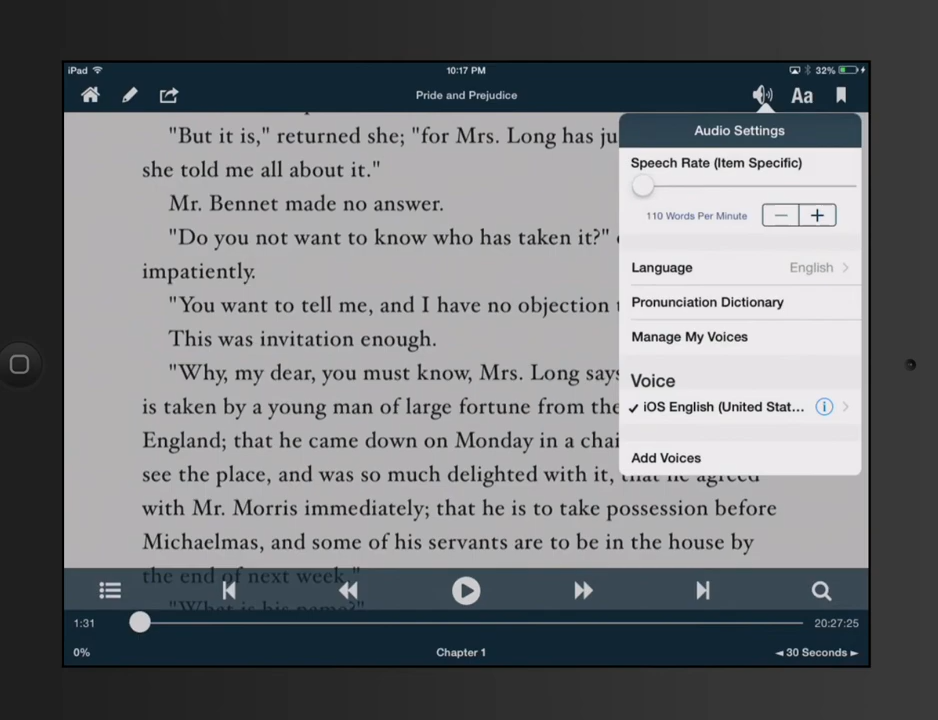 iPad
10:17 PM
32%
Pride and Prejudice
Aa
"But it is," returned she; "for Mrs. Long has ju
she told me all about it."
Mr. Bennet made no answer.
"Do you not want to know who has taken it?"
impatiently.
"You want to tell me, and I have no objection
This was invitation enough.
"Why, my dear, you must know, Mrs. Long says
is taken by a young man of large fortune from the
England; that he came down on Monday in a chai
see the place, and was so much delighted with it, that he agreed
with Mr. Morris immediately; that he is to take possession before
Michaelmas, and some of his servants are to be in the house by
the end of next week."
"What is his name?"
Audio Settings
Speech Rate (Item Specific)
110 Words Per Minute
Language English
Pronunciation Dictionary
Manage My Voices
Voice
iOS English (United Stat...
Add Voices
1:31
20:27:25
0%
Chapter 1
30 Seconds